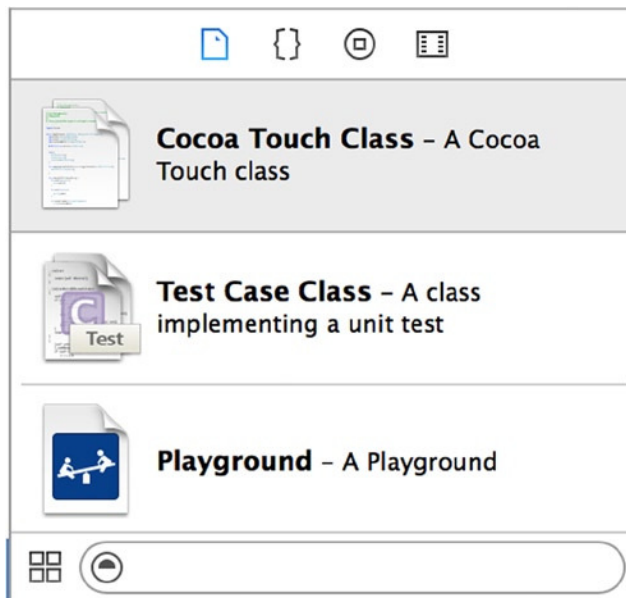 Cocoa Touch Class – A Cocoa
Touch class
C
Test
Test Case Class – A class
implementing a unit test
Playground – A Playground